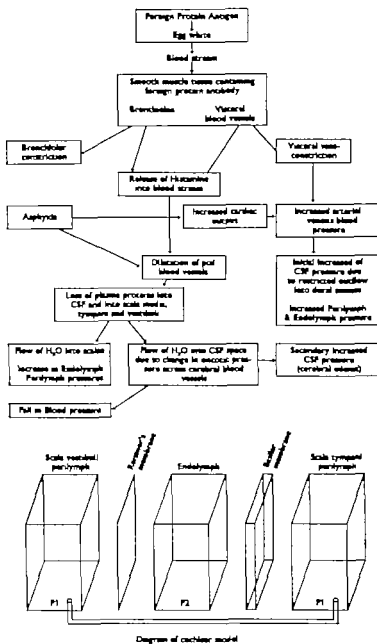 Foreign Protein Antogen
Egg white
Blood stream
Smooth muscle tissue containing
foreign protein antibody
Bronchioles
Visceral
blood vessels
Bronchiolar
constriction
Visceral vaso-
constriction
Release of Histamine
into blood stream
Asphyxia
Increased cardiac
output
Increased arterial
venous blood
pressure
Dilatation of pial
blood vessels
Initial increased of
CSF pressure due
to restricted outflow
into dural sinuses
Increased Perilymph
& Endolymph pressure
Loss of plasma proteins into
CSF and into scala media,
tympani and vestibuli
Flow of H2O into scalas
Increase in Endolymph
Perilymph pressures
Flow of H2O into CSF space
due to change in oncotic pres-
sure across cerebral blood
vessels
Secondary increased
CSF pressure
(cerebral edema)
Fall in Blood pressure
Scala vestibuli
perilymph
Reissner's
membrane
Endolymph
Basilar
membrane
Scala tympani
perilymph
P1
P2
P1
Diagram of cochlear model